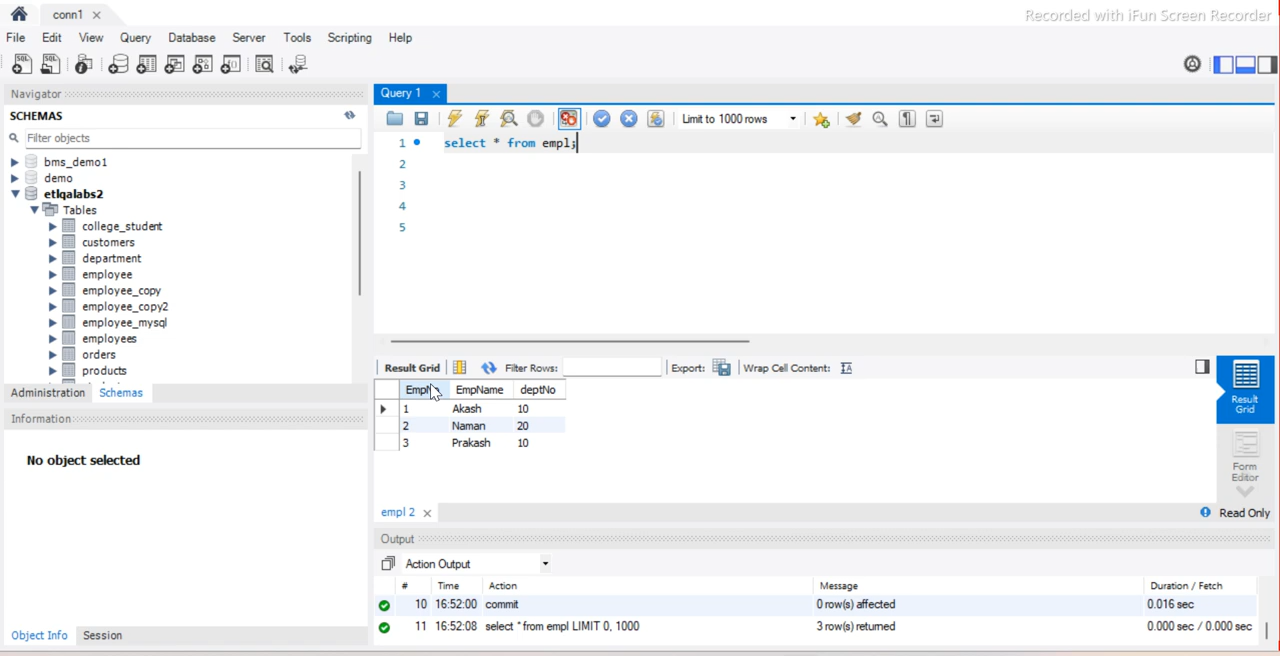 conn1
Recorded with iFun Screen Recorder
File Edit View Query Database Server Tools Scripting Help
Navigator
SCHEMAS
Filter objects
bms_demo1
demo
etlqalabs2
Tables
college_student
customers
department
employee
employee_copy
employee_copy2
employee_mysql
employees
orders
products
Administration Schemas
Information
No object selected
Object Info Session
Query 1
Limit to 1000 rows
1 select * from empl;
2
3
4
5
Result Grid Filter Rows: Export: Wrap Cell Content:
EmpName deptNo
1 Akash 10
2 Naman 20
3 Prakash 10
Result
Grid
Form
Editor
empl 2 Read Only
Output
Action Output
# Time Action Message Duration / Fetch
10 16:52:00 commit 0 row(s) affected 0.016 sec
11 16:52:08 select * from empl LIMIT 0, 1000 3 row(s) returned 0.000 sec / 0.000 sec